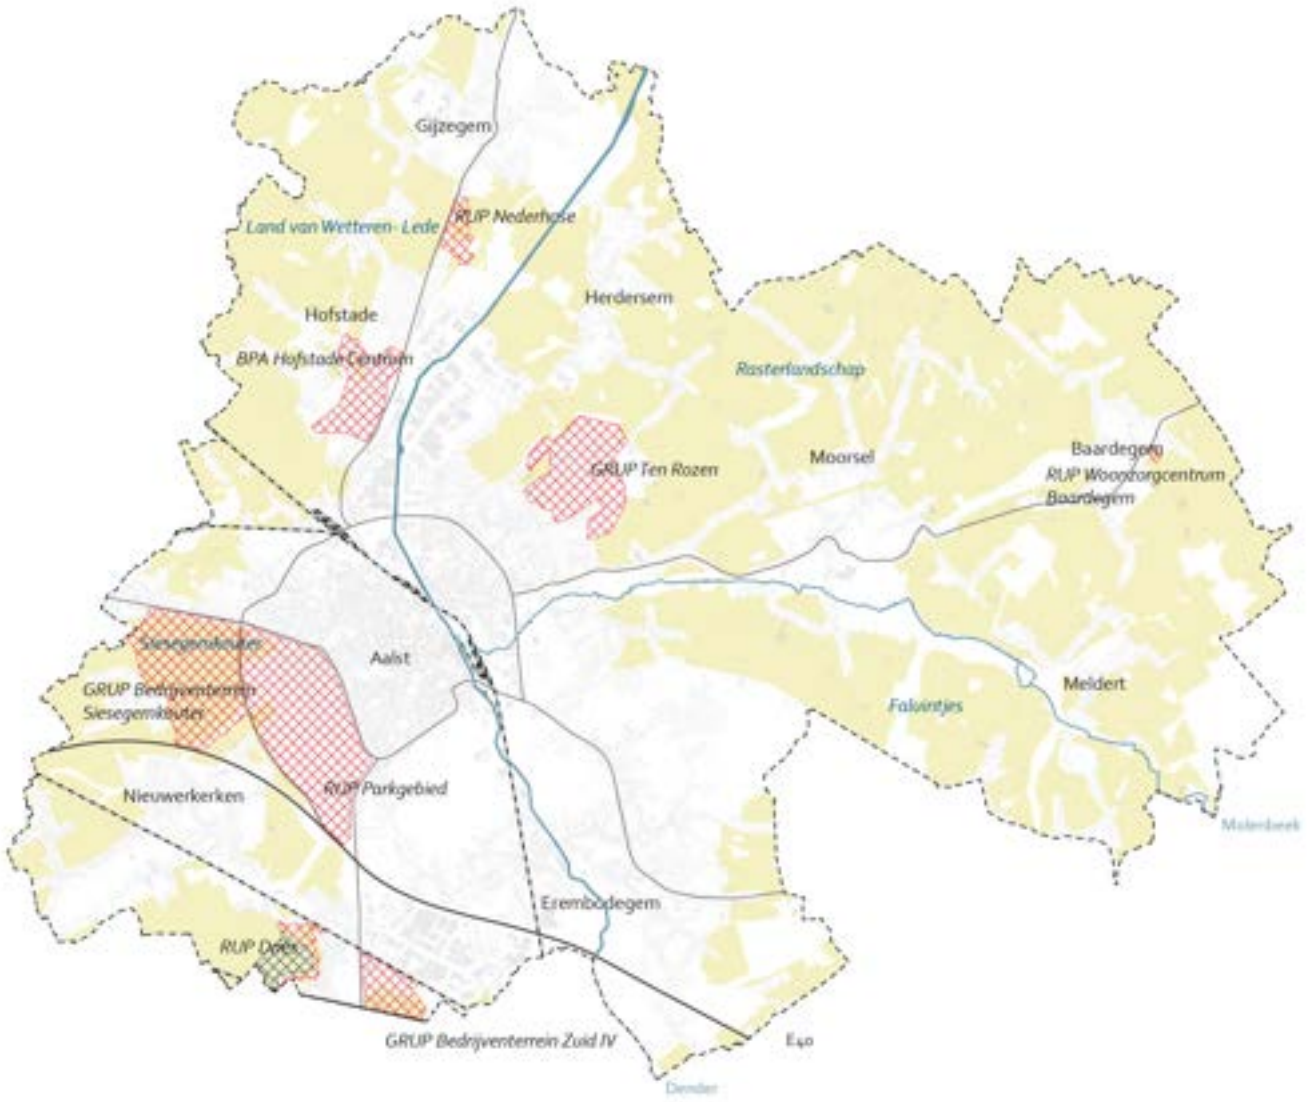 Gijzegem
Land van Wetteren- Lede
RUP Nederhose
Herdersem
Hofstade
BPA Hofstade Centrum
Rasterlandschap
GRUP Ten Rozen
Moorsel
Baardegem
RUP Woonzorgcentrum
Baardegem
Siesegemkouter
Aalst
GRUP Bedrijventerrein
Siesegemkouter
Meldert
Faluintjes
RUP Parkgebied
Nieuwerkerken
Molenbeek
Erembodegem
RUP Does
GRUP Bedrijventerrein Zuid IV
E40
Dender